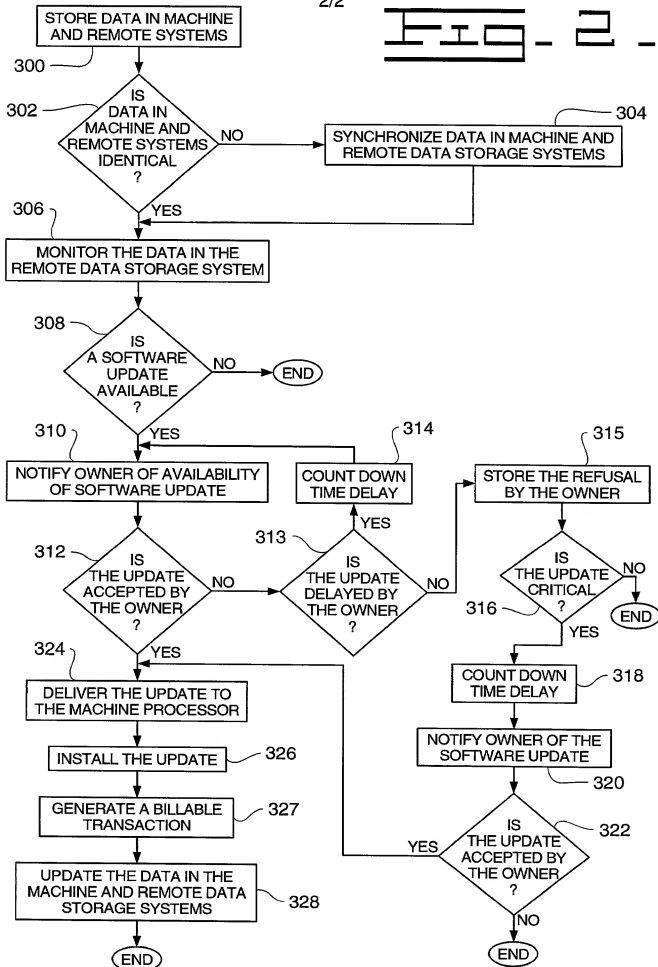 2/2
FIG. 2.
STORE DATA IN MACHINE
AND REMOTE SYSTEMS
300
302
IS
DATA IN
MACHINE AND
REMOTE SYSTEMS
IDENTICAL
?
NO
304
SYNCHRONIZE DATA IN MACHINE AND
REMOTE DATA STORAGE SYSTEMS
YES
306
MONITOR THE DATA IN THE
REMOTE DATA STORAGE SYSTEM
308
IS
A SOFTWARE
UPDATE
AVAILABLE
?
NO
END
YES
310
NOTIFY OWNER OF AVAILABILITY
OF SOFTWARE UPDATE
314
COUNT DOWN
TIME DELAY
YES
315
STORE THE REFUSAL
BY THE OWNER
312
IS
THE UPDATE
ACCEPTED BY
THE OWNER
?
NO
313
IS
THE UPDATE
DELAYED BY
THE OWNER
?
NO
316
IS
THE UPDATE
CRITICAL
?
NO
END
YES
318
COUNT DOWN
TIME DELAY
NOTIFY OWNER OF THE
SOFTWARE UPDATE
320
322
IS
THE UPDATE
ACCEPTED BY
THE OWNER
?
YES
NO
END
YES
324
DELIVER THE UPDATE TO
THE MACHINE PROCESSOR
INSTALL THE UPDATE
326
GENERATE A BILLABLE
TRANSACTION
327
UPDATE THE DATA IN THE
MACHINE AND REMOTE DATA
STORAGE SYSTEMS
328
END